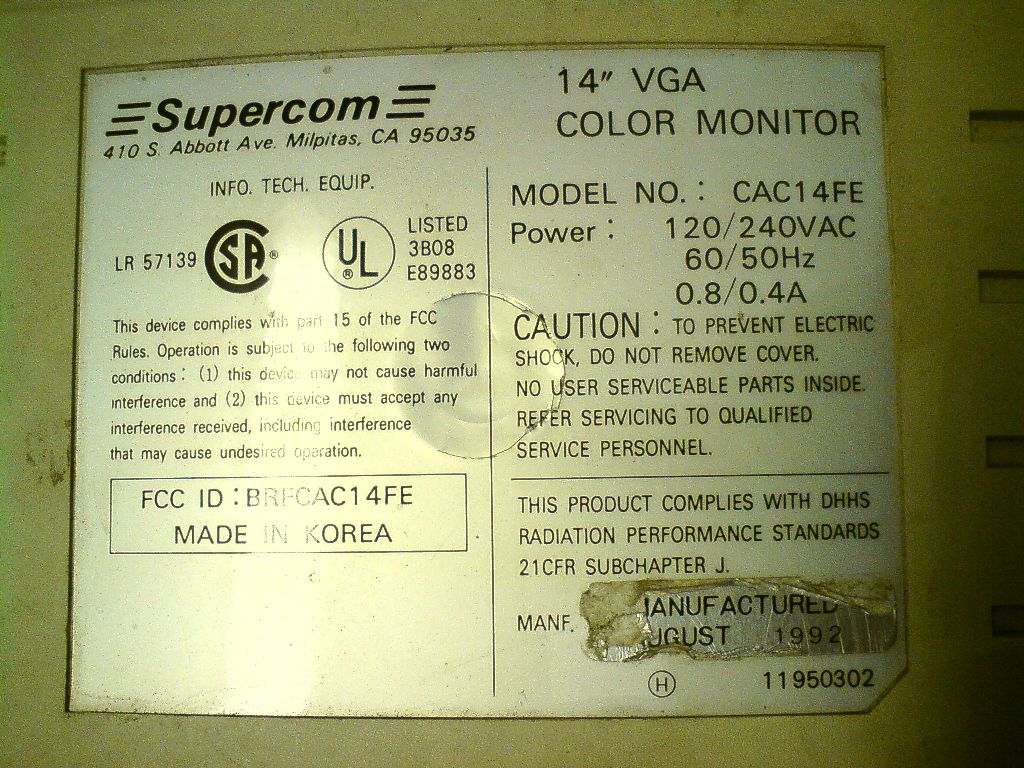 Supercom
410 S. Abbott Ave. Milpitas, CA 95035
INFO. TECH. EQUIP.
LR 57139 SA® UL® LISTED
3B08
E89883
This device complies with part 15 of the FCC
Rules. Operation is subject to the following two
conditions: (1) this device may not cause harmful
interference and (2) this device must accept any
interference received, including interference
that may cause undesired operation.
FCC ID: BRFCAC14FE
MADE IN KOREA
14" VGA
COLOR MONITOR
MODEL NO.: CAC14FE
Power: 120/240VAC
60/50Hz
0.8/0.4A
CAUTION: TO PREVENT ELECTRIC
SHOCK, DO NOT REMOVE COVER.
NO USER SERVICEABLE PARTS INSIDE.
REFER SERVICING TO QUALIFIED
SERVICE PERSONNEL.
THIS PRODUCT COMPLIES WITH DHHS
RADIATION PERFORMANCE STANDARDS
21CFR SUBCHAPTER J.
MANF. MANUFACTURED
AUGUST 1992
H 11950302